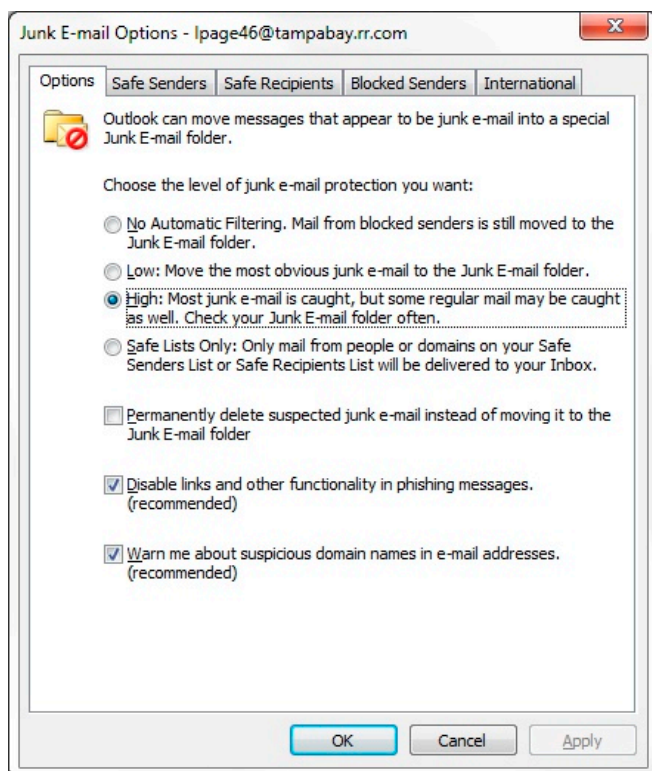 Junk E-mail Options - lpage46@tampabay.rr.com
Options
Safe Senders
Safe Recipients
Blocked Senders
International
Outlook can move messages that appear to be junk e-mail into a special
Junk E-mail folder.
Choose the level of junk e-mail protection you want:
No Automatic Filtering. Mail from blocked senders is still moved to the
Junk E-mail folder.
Low: Move the most obvious junk e-mail to the Junk E-mail folder.
High: Most junk e-mail is caught, but some regular mail may be caught
as well. Check your Junk E-mail folder often.
Safe Lists Only: Only mail from people or domains on your Safe
Senders List or Safe Recipients List will be delivered to your Inbox.
Permanently delete suspected junk e-mail instead of moving it to the
Junk E-mail folder
Disable links and other functionality in phishing messages.
(recommended)
Warn me about suspicious domain names in e-mail addresses.
(recommended)
OK
Cancel
Apply